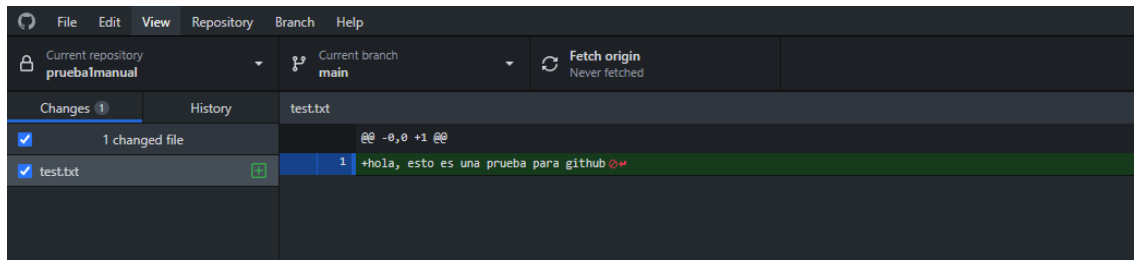 File Edit View Repository Branch Help
Current repository
prueba1manual
Current branch
main
Fetch origin
Never fetched
Changes 1 History
test.txt
1 changed file
@@ -0,0 +1 @@
test.txt
1 +hola, esto es una prueba para github